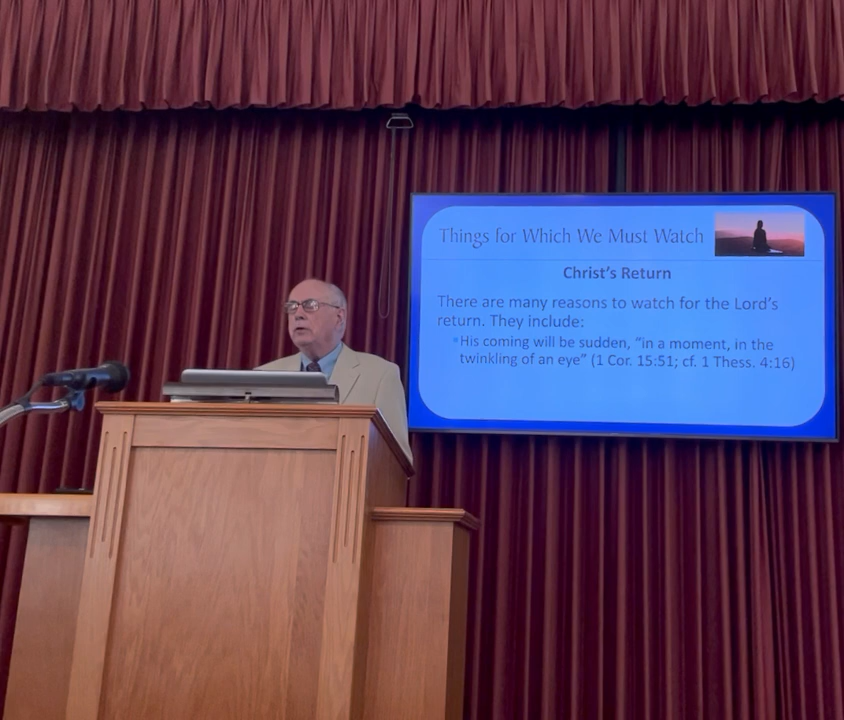 Things for Which We Must Watch
Christ's Return
There are many reasons to watch for the Lord's
return. They include:
His coming will be sudden, "in a moment, in the
twinkling of an eye" (1 Cor. 15:51; cf. 1 Thess. 4:16)